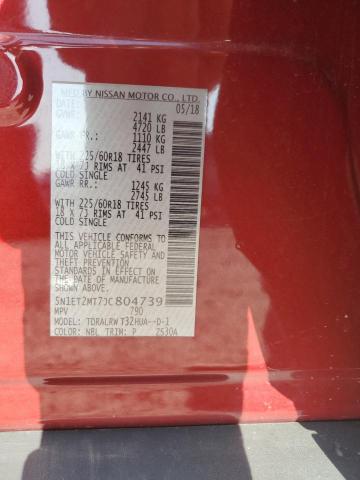 MFD BY NISSAN MOTOR CO., LTD.
DATE: 05/18
GVWR: 2141 KG
4720 LB
GAWR FR.: 1110 KG
2447 LB
WITH 225/60R18 TIRES
18 X 7J RIMS AT 41 PSI
COLD SINGLE
GAWR RR.: 1245 KG
2745 LB
WITH 225/60R18 TIRES
18 X 7J RIMS AT 41 PSI
COLD SINGLE
THIS VEHICLE CONFORMS TO
ALL APPLICABLE FEDERAL
MOTOR VEHICLE SAFETY
STANDARDS IN EFFECT ON THE
DATE OF MANUFACTURE
SHOWN ABOVE.
5N1ET2MT7JC804739
MPV 790
MODEL: TDRALRW T32HUA--D-1
COLOR: NBL TRIM: P 2530A